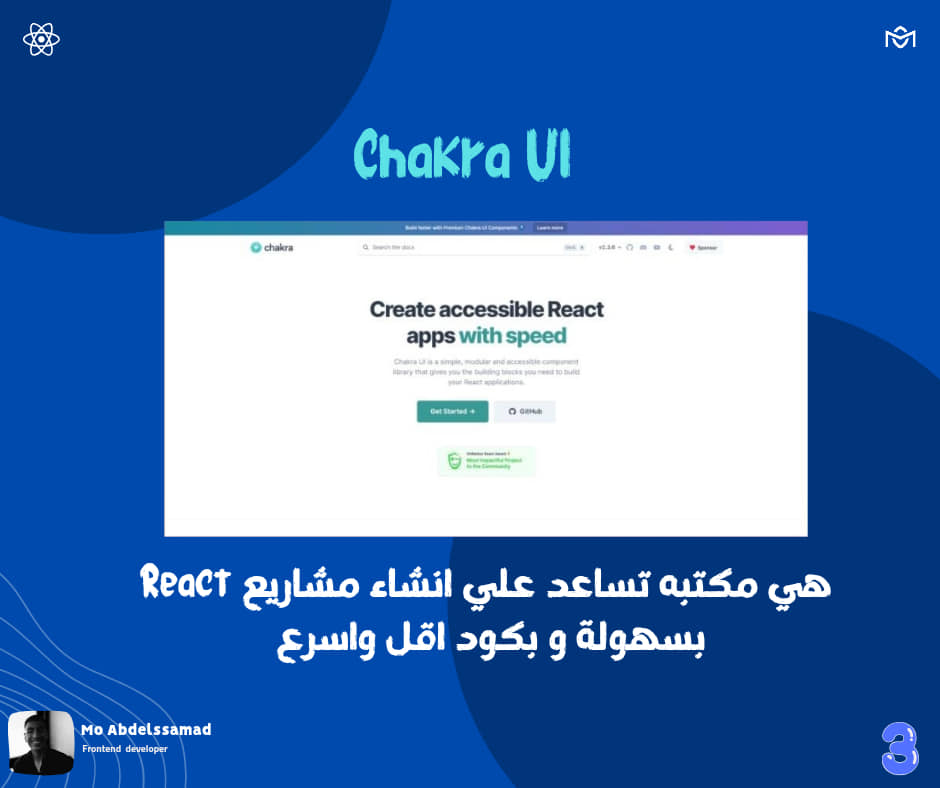 Chakra UI
Build faster with Premium Chakra UI Components
Learn more
chakra
Search the docs
Sponsor
Create accessible React
apps with speed
Chakra UI is a simple, modular and accessible component
library that gives you the building blocks you need to build
your React applications.
Get Started →
GitHub
Most Impactful Project
to the Community
هي مكتبه تساعد علي انشاء مشاريع React
بسهولة و بكود اقل واسرع
Mo Abdelssamad
Frontend developer
3